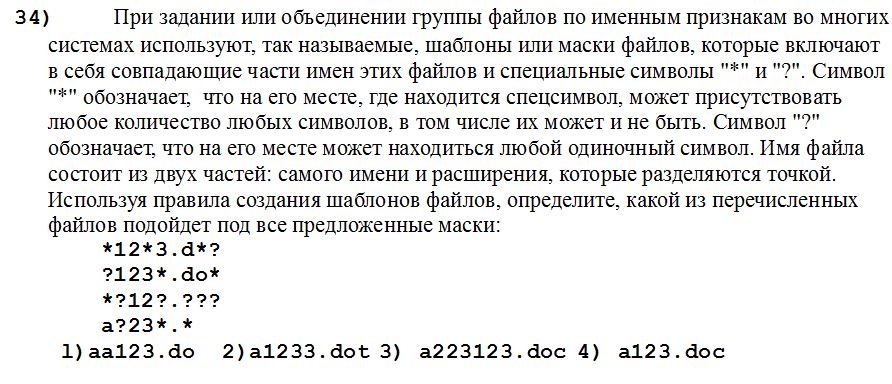 34) При задании или объединении группы файлов по именным признакам во многих
системах используют, так называемые, шаблоны или маски файлов, которые включают
в себя совпадающие части имен этих файлов и специальные символы "*" и "?". Символ
"*" обозначает, что на его месте, где находится спецсимвол, может присутствовать
любое количество любых символов, в том числе их может и не быть. Символ "?"
обозначает, что на его месте может находиться любой одиночный символ. Имя файла
состоит из двух частей: самого имени и расширения, которые разделяются точкой.
Используя правила создания шаблонов файлов, определите, какой из перечисленных
файлов подойдет под все предложенные маски:
*12*3.d*?
?123*.do*
*?12?.???
a?23*.*
1)aa123.do 2)a1233.dot 3) a223123.doc 4) a123.doc